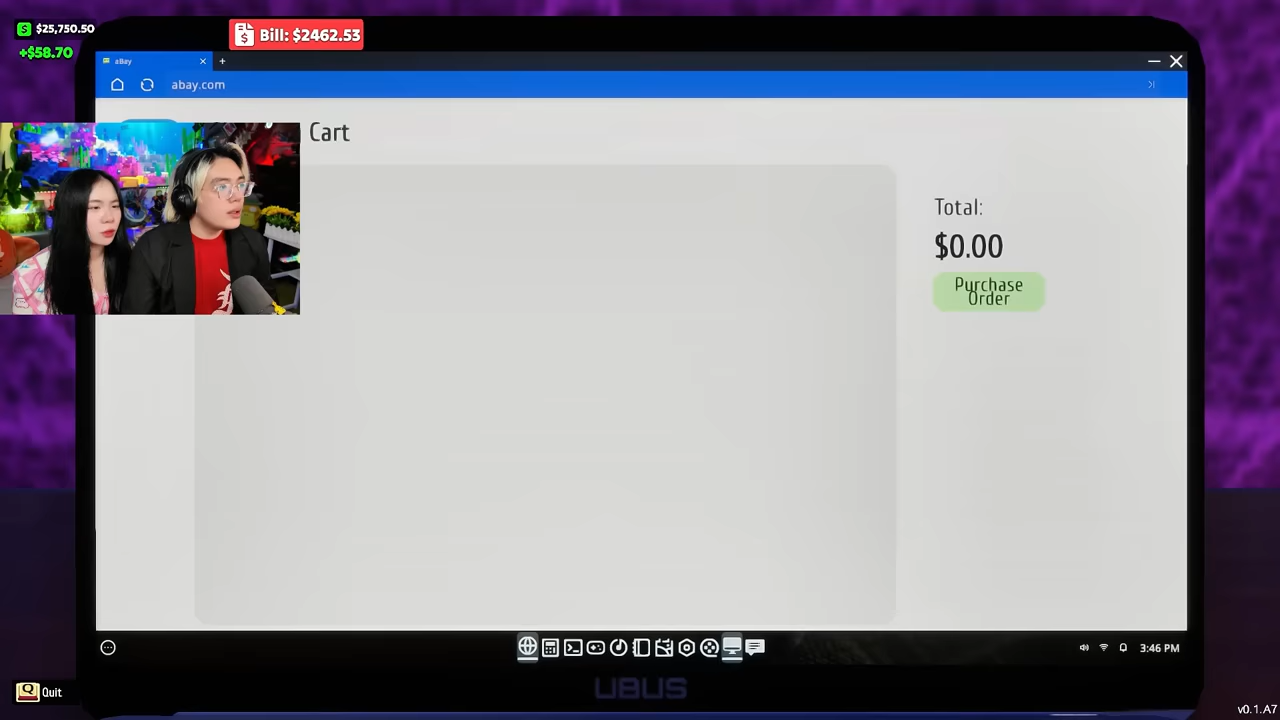 $25,750.50
+$58.70
Bill: $2462.53
aBay
abay.com
Cart
Total:
$0.00
Purchase
Order
3:46 PM
UBUS
Quit
v0.1.A7